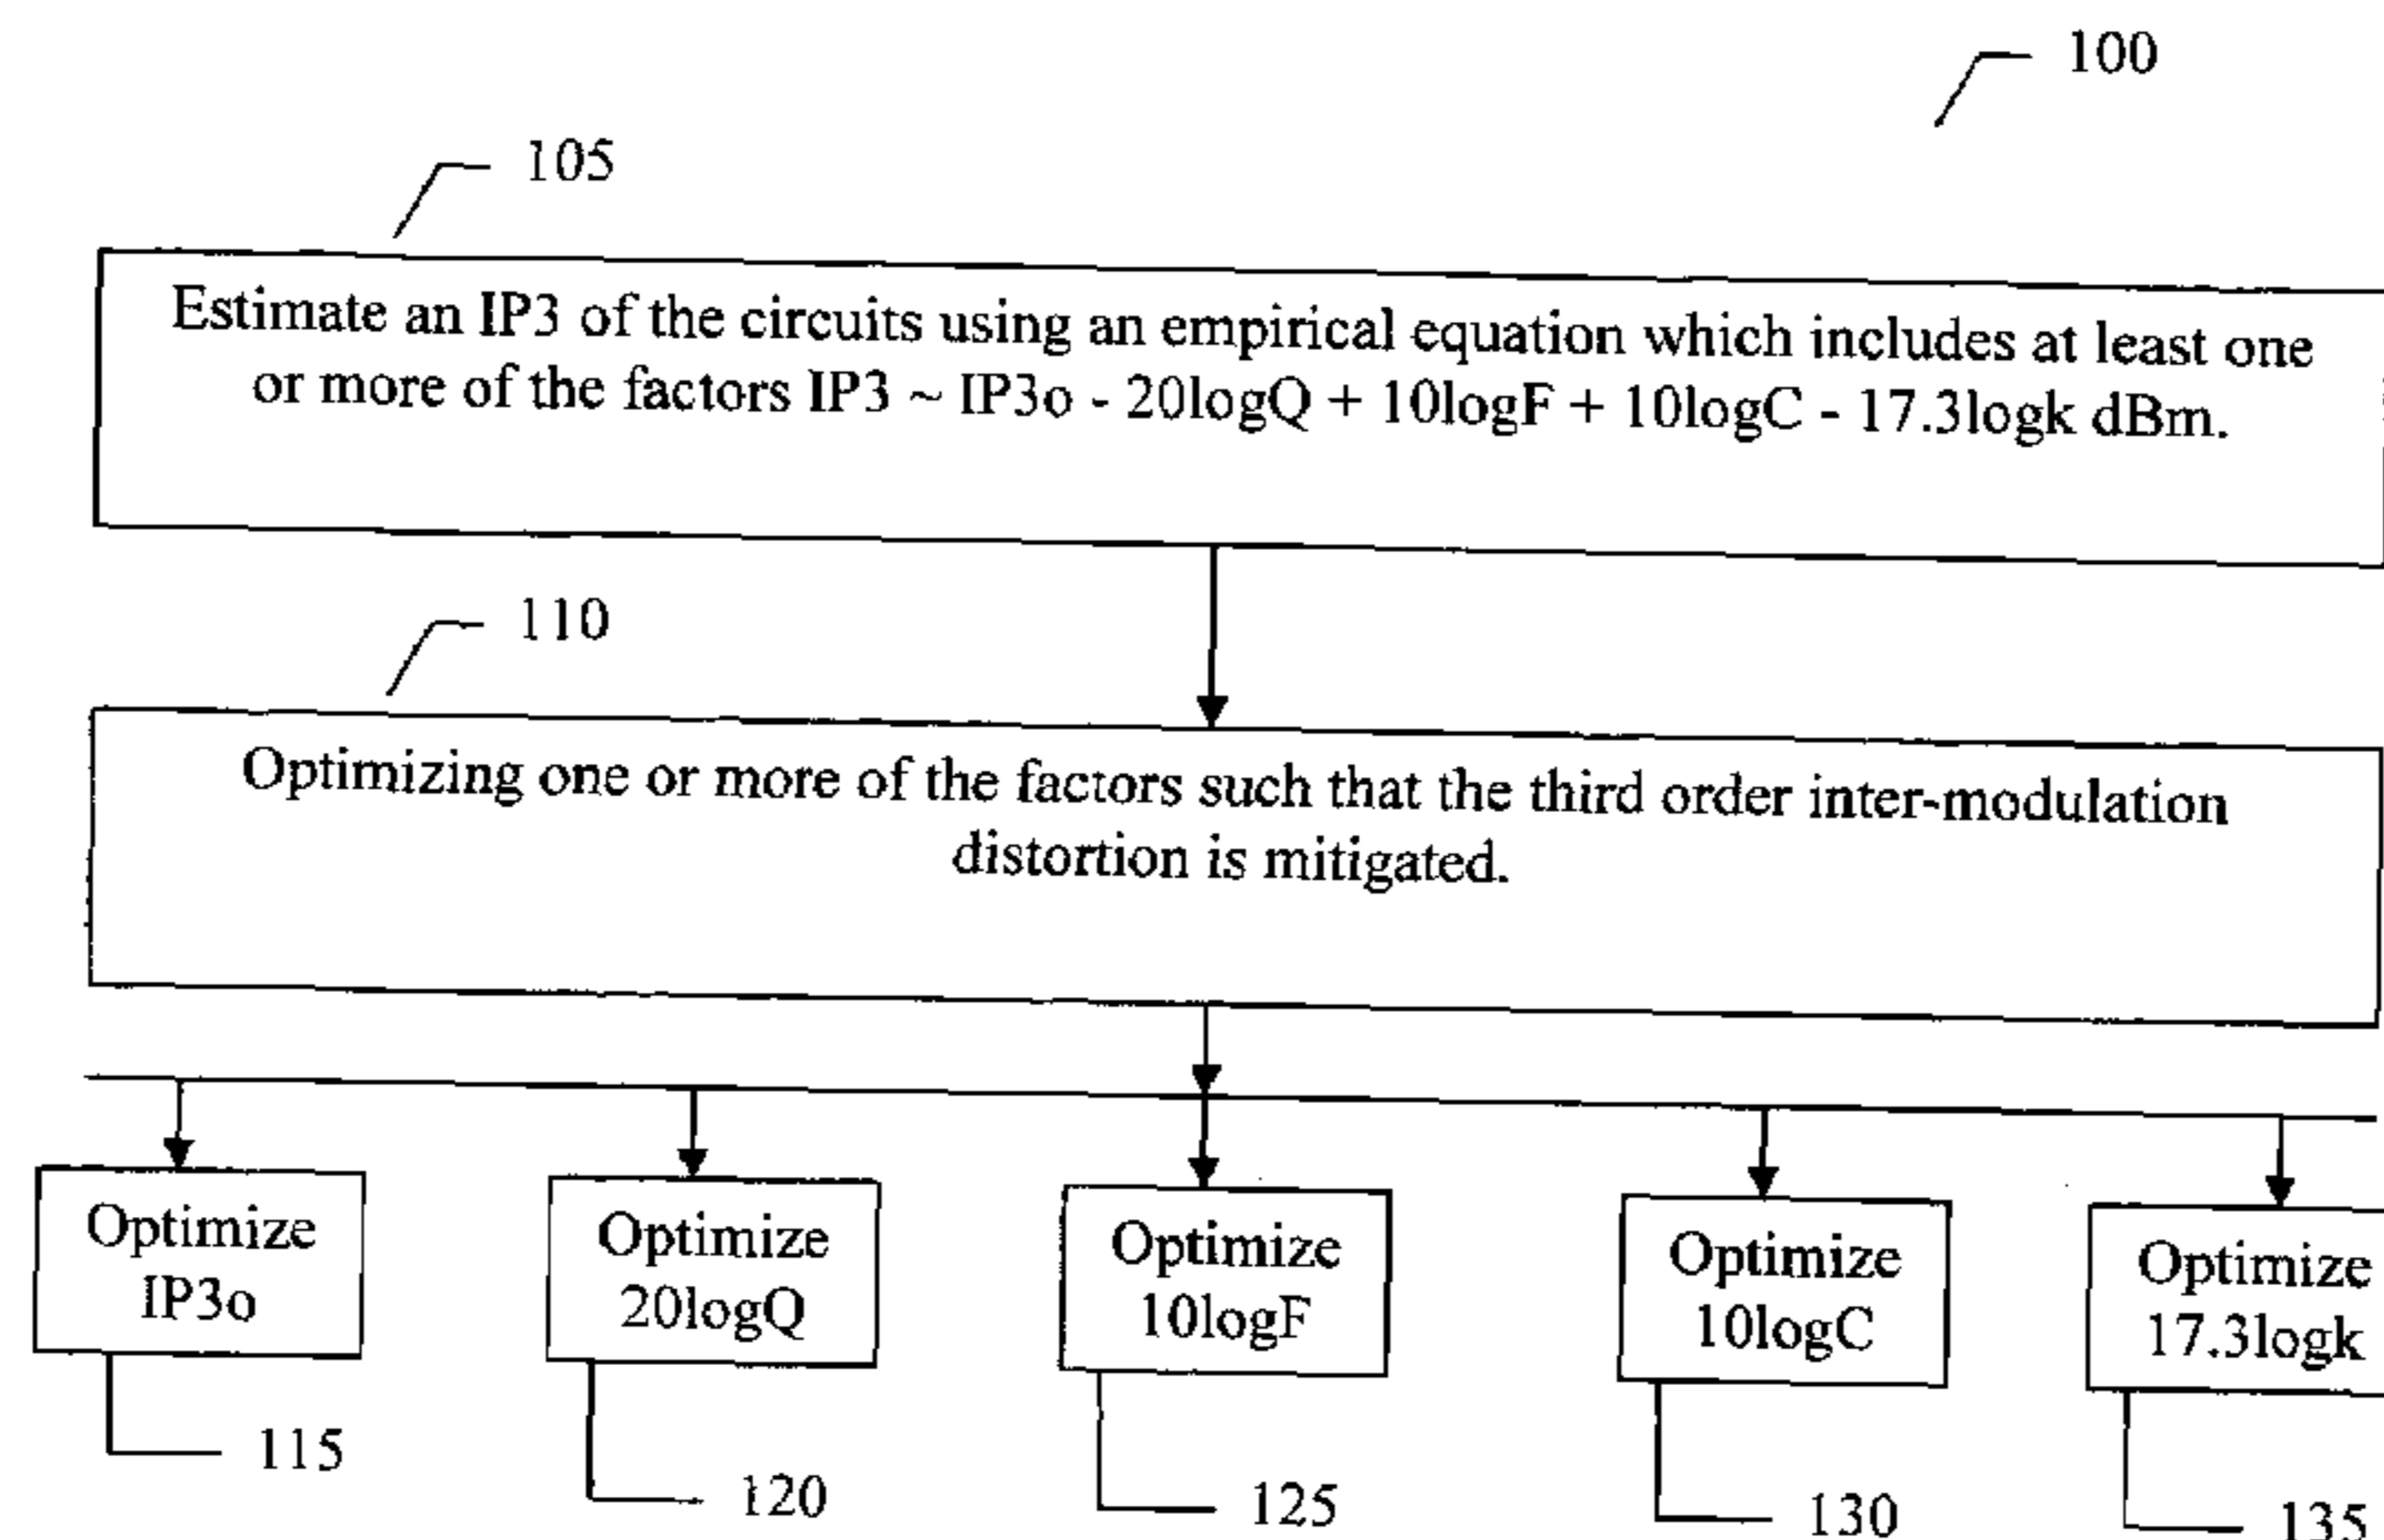 100
105
Estimate an IP3 of the circuits using an empirical equation which includes at least one
or more of the factors IP3 ~ IP3o - 20logQ + 10logF + 10logC - 17.3logk dBm.
110
Optimizing one or more of the factors such that the third order inter-modulation
distortion is mitigated.
Optimize
IP3o
Optimize
20logQ
Optimize
10logF
Optimize
10logC
Optimize
17.3logk
115
120
125
130
135